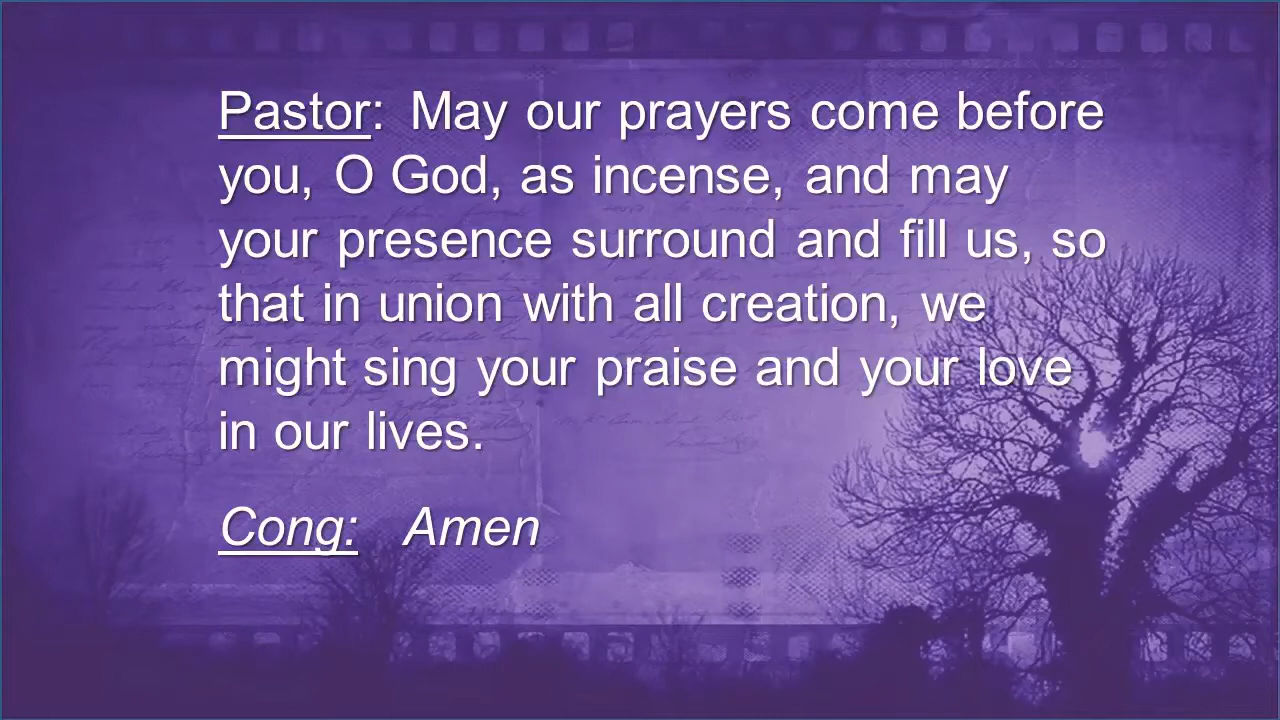 Pastor: May our prayers come before
you, O God, as incense, and may
your presence surround and fill us, so
that in union with all creation, we
might sing your praise and your love
in our lives.
Cong: Amen